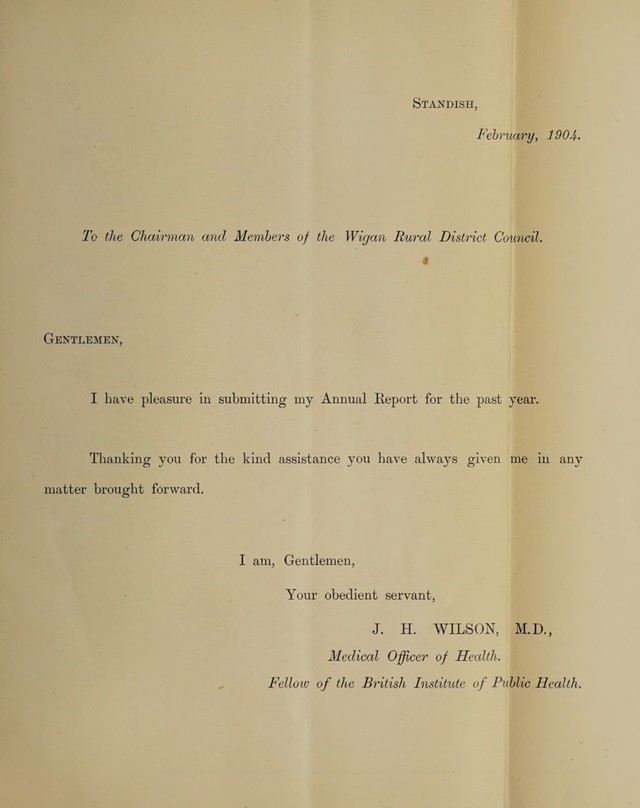 STANDISH,
February, 1904.
To the Chairman and Members of the Wigan Rural District Council.
GENTLEMEN,
I have pleasure in submitting my Annual Report for the past year.
Thanking you for the kind assistance you have always given me in any
matter brought forward.
I am, Gentlemen,
Your obedient servant,
J. H. WILSON, M.D.,
Medical Officer of Health.
Fellow of the British Institute of Public Health.